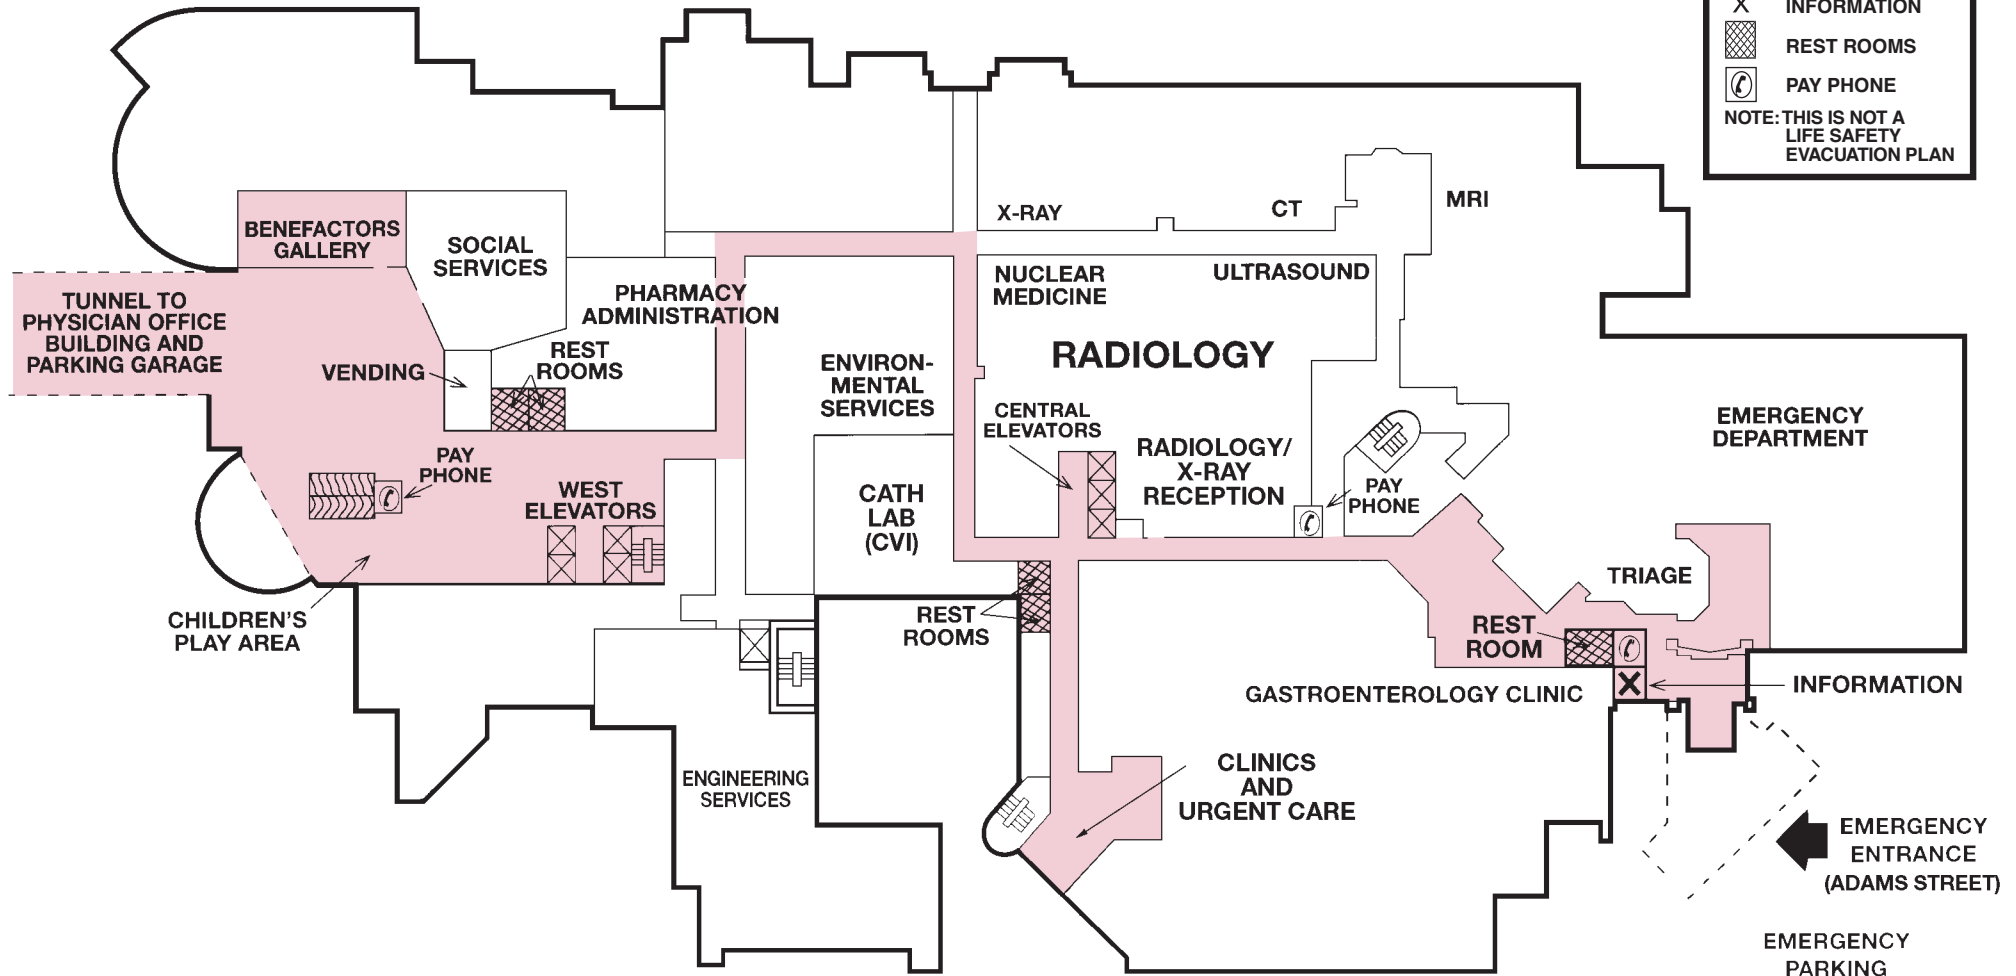 X INFORMATION
REST ROOMS
PAY PHONE
NOTE: THIS IS NOT A
LIFE SAFETY
EVACUATION PLAN
X-RAY
CT
MRI
BENEFACTORS
GALLERY
SOCIAL
SERVICES
NUCLEAR
MEDICINE
ULTRASOUND
TUNNEL TO
PHYSICIAN OFFICE
BUILDING AND
PARKING GARAGE
PHARMACY
ADMINISTRATION
VENDING
REST
ROOMS
RADIOLOGY
ENVIRON-
MENTAL
SERVICES
CENTRAL
ELEVATORS
RADIOLOGY/
X-RAY
RECEPTION
EMERGENCY
DEPARTMENT
PAY
PHONE
WEST
ELEVATORS
CATH
LAB
(CVI)
PAY
PHONE
TRIAGE
CHILDREN'S
PLAY AREA
REST
ROOMS
REST
ROOM
X
INFORMATION
GASTROENTEROLOGY CLINIC
ENGINEERING
SERVICES
CLINICS
AND
URGENT CARE
EMERGENCY
ENTRANCE
(ADAMS STREET)
EMERGENCY
PARKING